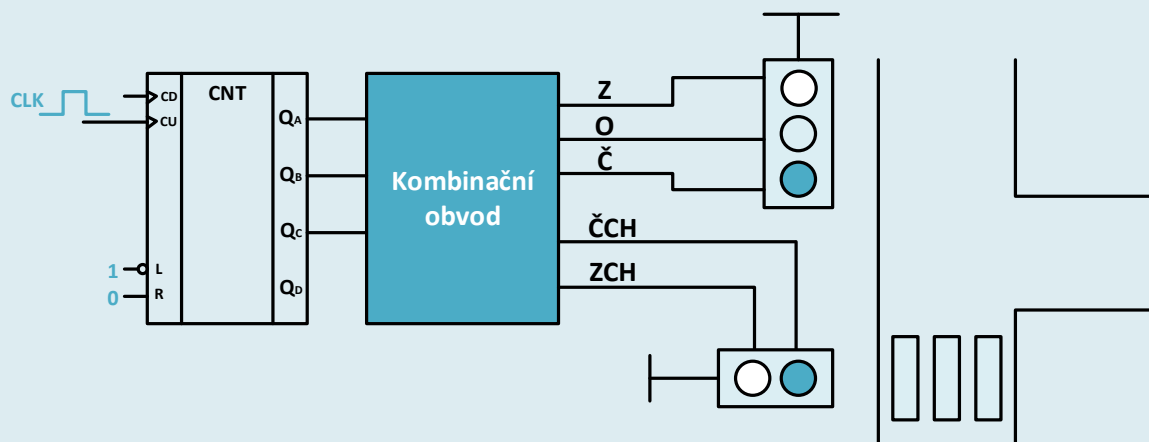 CLK
CD
CU
CNT
QA
QB
QC
QD
1
L
0
R
Kombinační
obvod
Z
O
Č
ČCH
ZCH